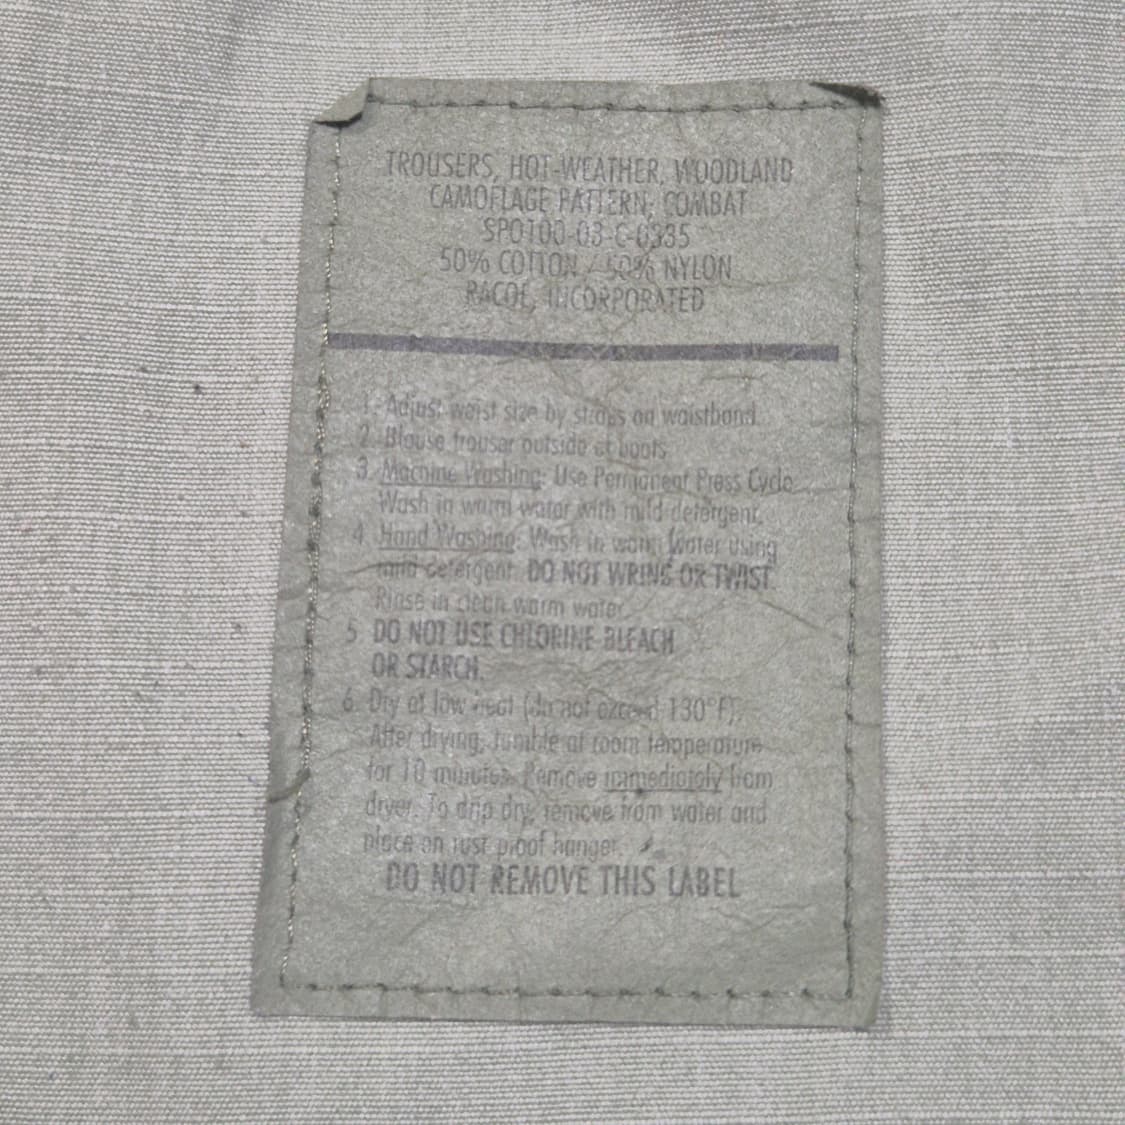 TROUSERS, HOT-WEATHER, WOODLAND
CAMOFLAGE PATTERN, COMBAT
SPO100-03-C-0335
50% COTTON / 50% NYLON
RACOE, INCORPORATED
1. Adjust waist size by straps on waistband.
2. Blouse trouser outside of boots
3. Machine Washing: Use Permanent Press Cycle
Wash in warm water with mild detergent.
4. Hand Washing: Wash in warm water using
mild detergent. DO NOT WRING OR TWIST.
Rinse in clean warm water
5. DO NOT USE CHLORINE BLEACH
OR STARCH.
6. Dry at low heat (do not exceed 130°F).
After drying, tumble at room temperature
for 10 minutes. Remove immediately from
dryer. To drip dry, remove from water and
place on rust proof hanger.
DO NOT REMOVE THIS LABEL